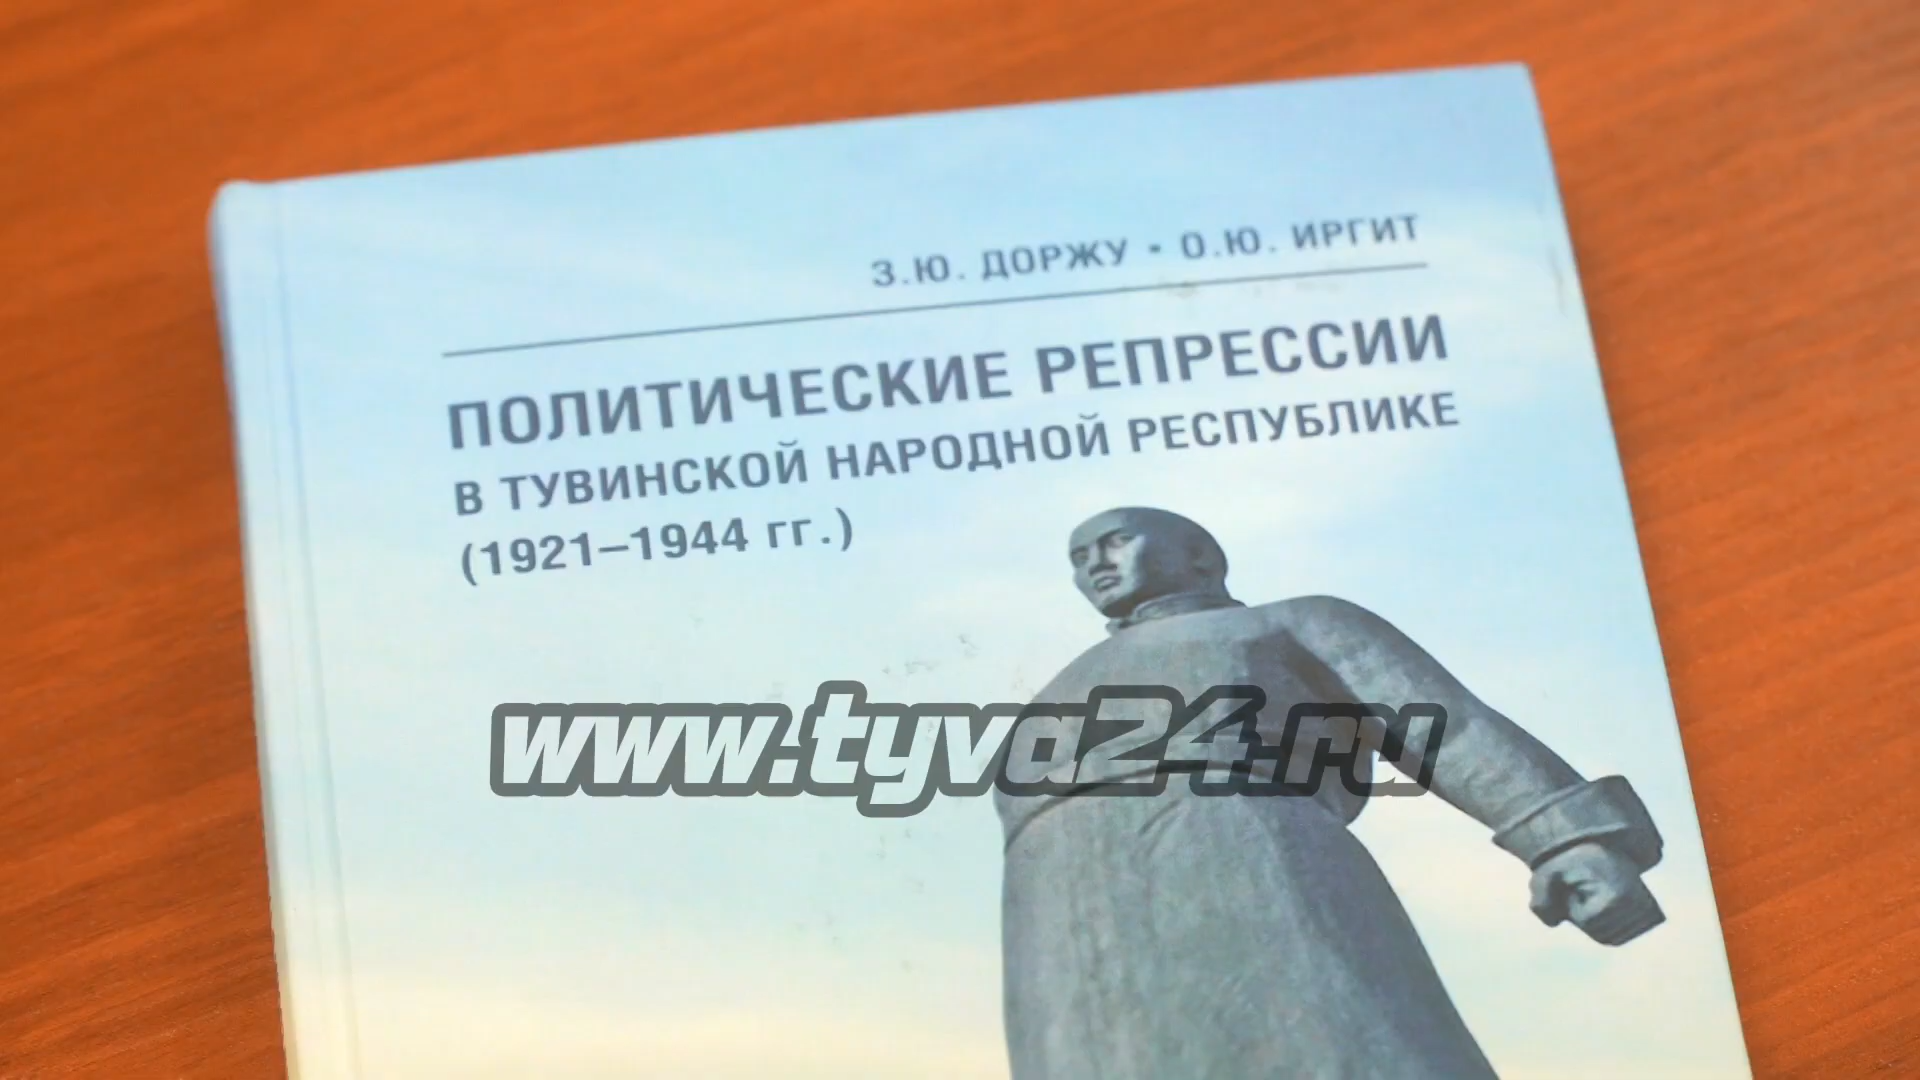 З.Ю. ДОРЖУ • О.Ю. ИРГИТ
ПОЛИТИЧЕСКИЕ РЕПРЕССИИ
В ТУВИНСКОЙ НАРОДНОЙ РЕСПУБЛИКЕ
(1921–1944 гг.)
www.tyva24.ru